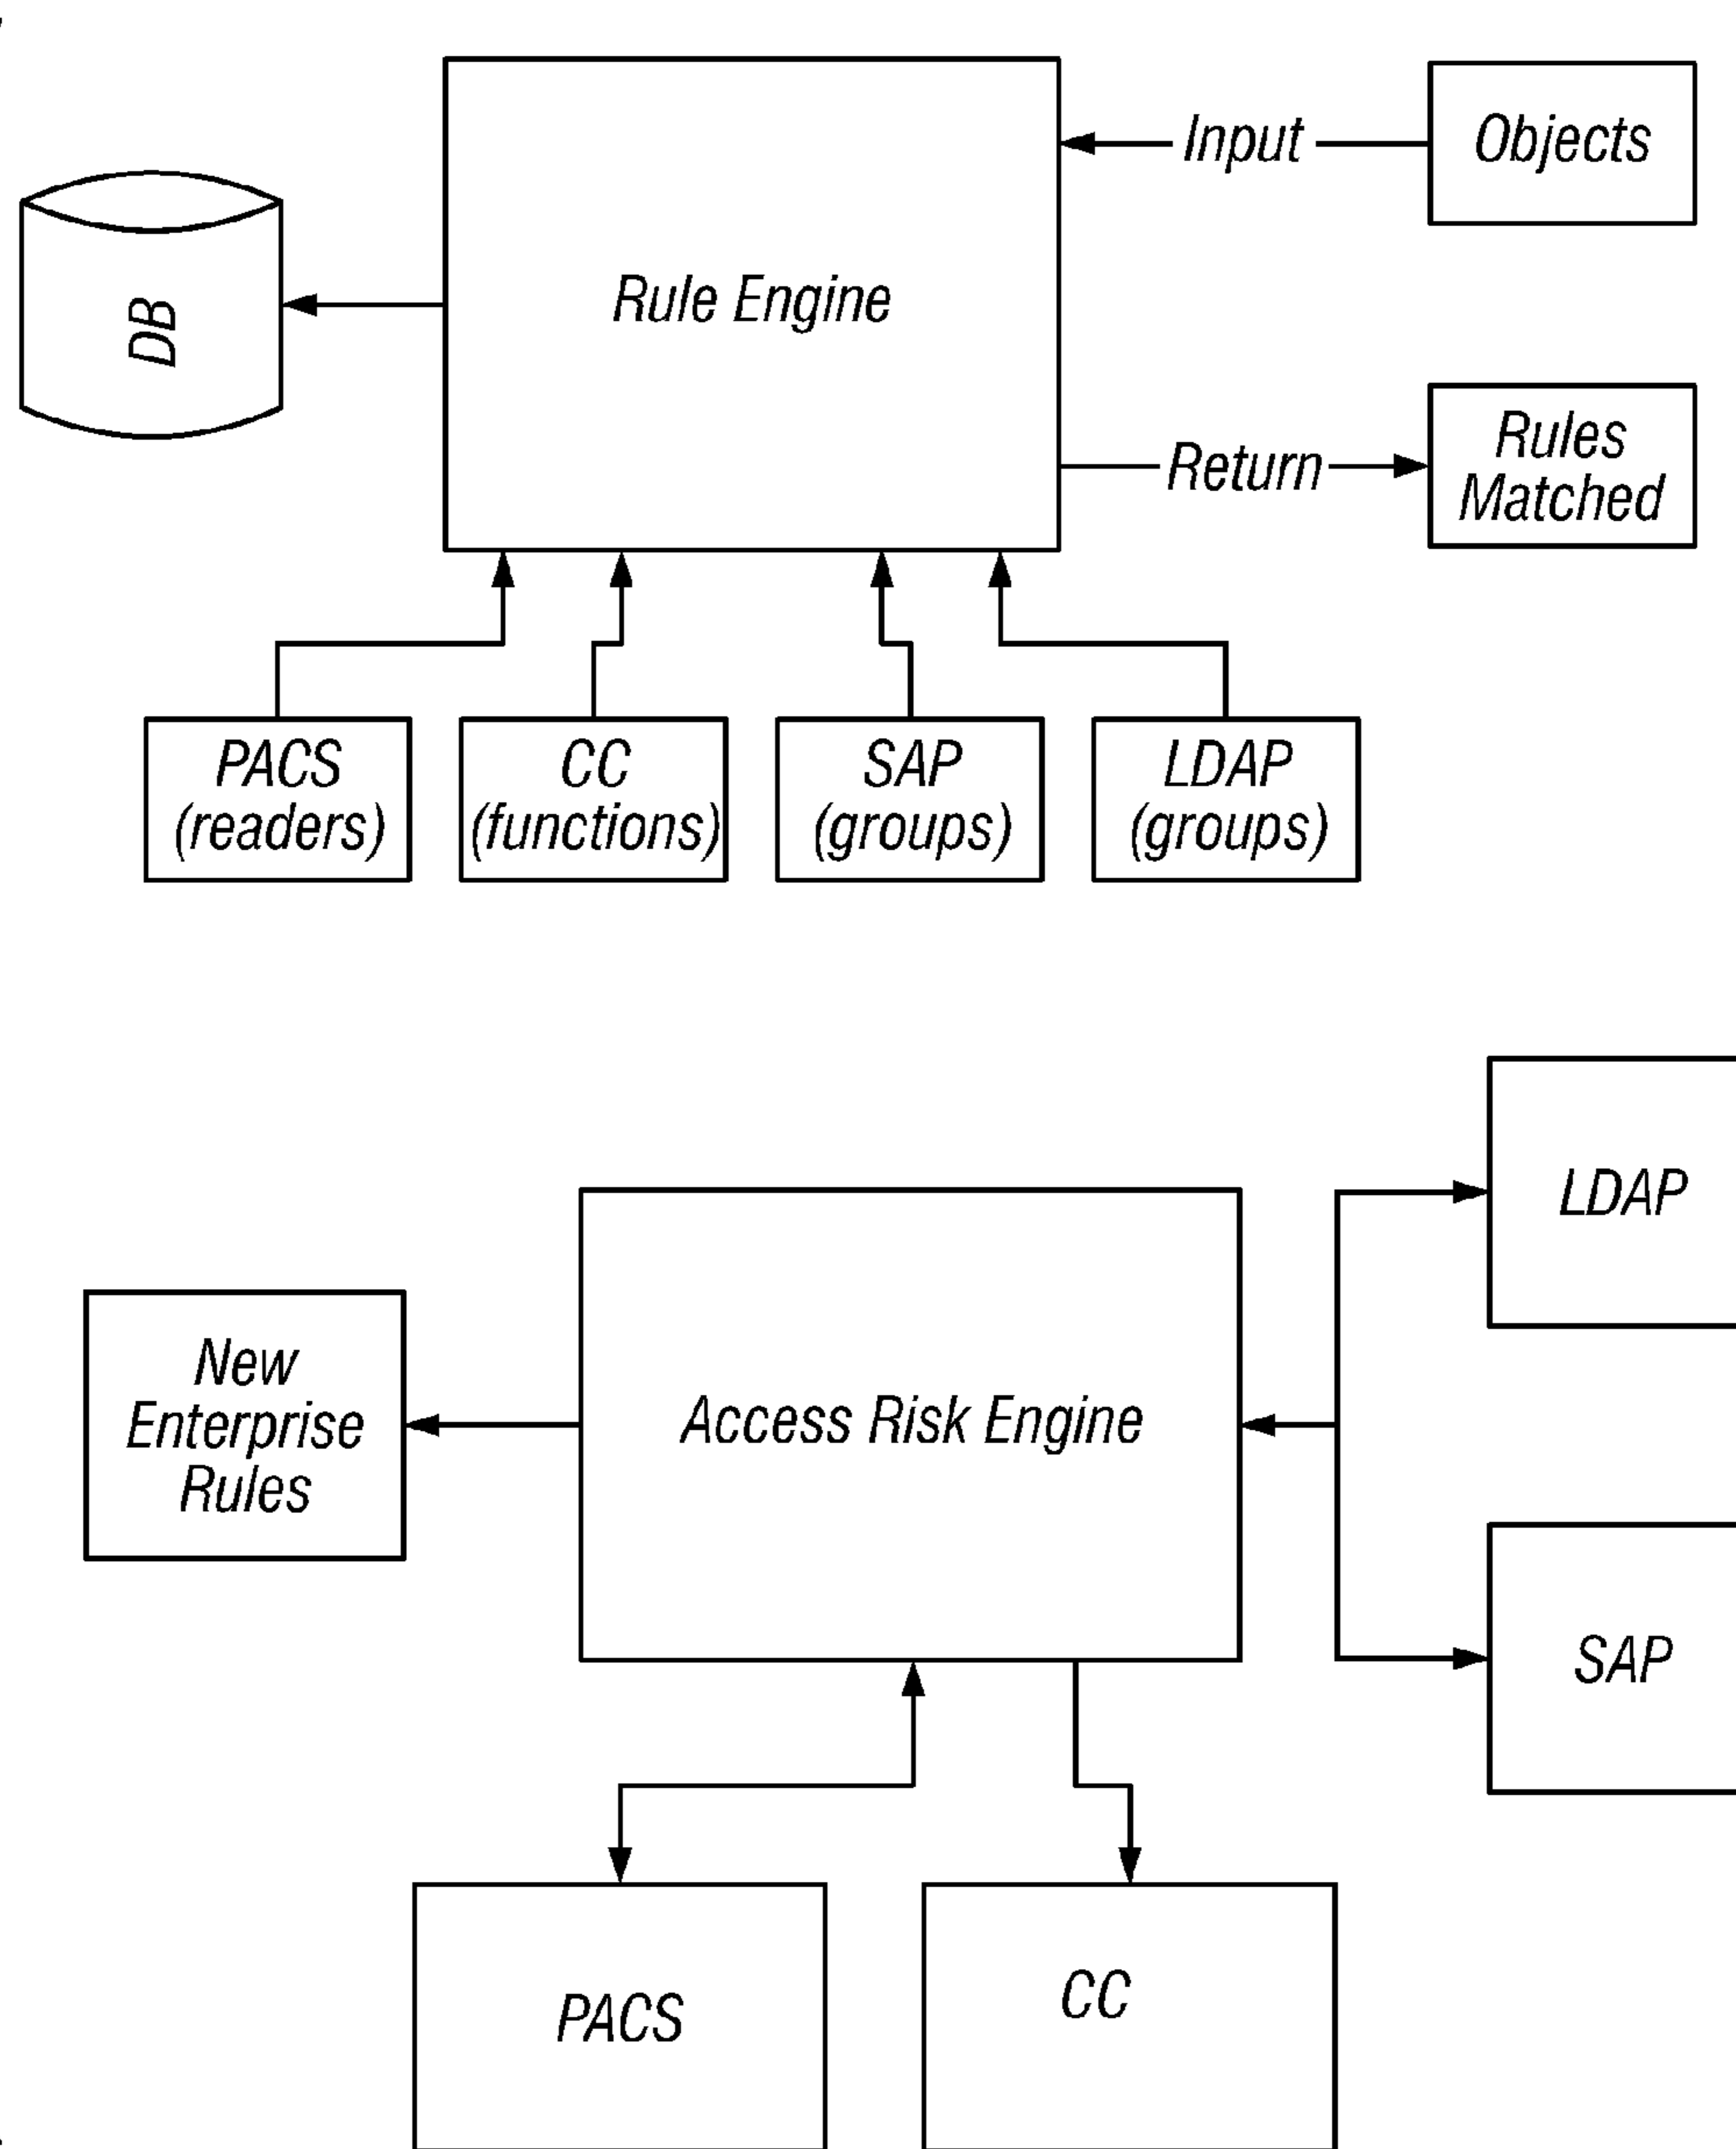 Input
Objects
Rule Engine
DB
Return
Rules
Matched
PACS
(readers)
CC
(functions)
SAP
(groups)
LDAP
(groups)
LDAP
New
Enterprise
Rules
Access Risk Engine
SAP
PACS
CC